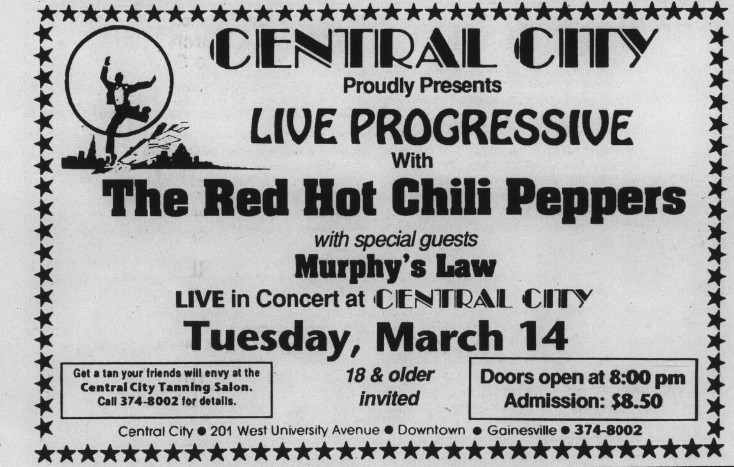 CENTRAL CITY
Proudly Presents
LIVE PROGRESSIVE
With
The Red Hot Chili Peppers
with special guests
Murphy's Law
LIVE in Concert at CENTRAL CITY
Tuesday, March 14
Get a tan your friends will envy at the
Central City Tanning Salon.
Call 374-8002 for details.
18 & older
invited
Doors open at 8:00 pm
Admission: $8.50
Central City ● 201 West University Avenue ● Downtown ● Gainesville ● 374-8002